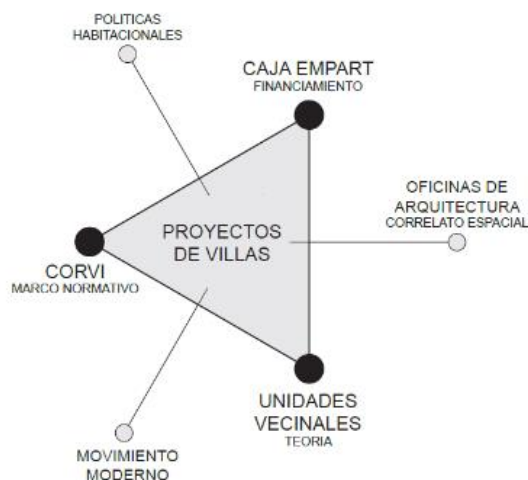 POLITICAS
HABITACIONALES
CAJA EMPART
FINANCIAMIENTO
OFICINAS DE
ARQUITECTURA
CORRELATO ESPACIAL
PROYECTOS
DE VILLAS
CORVI
MARCO NORMATIVO
UNIDADES
VECINALES
TEORIA
MOVIMIENTO
MODERNO